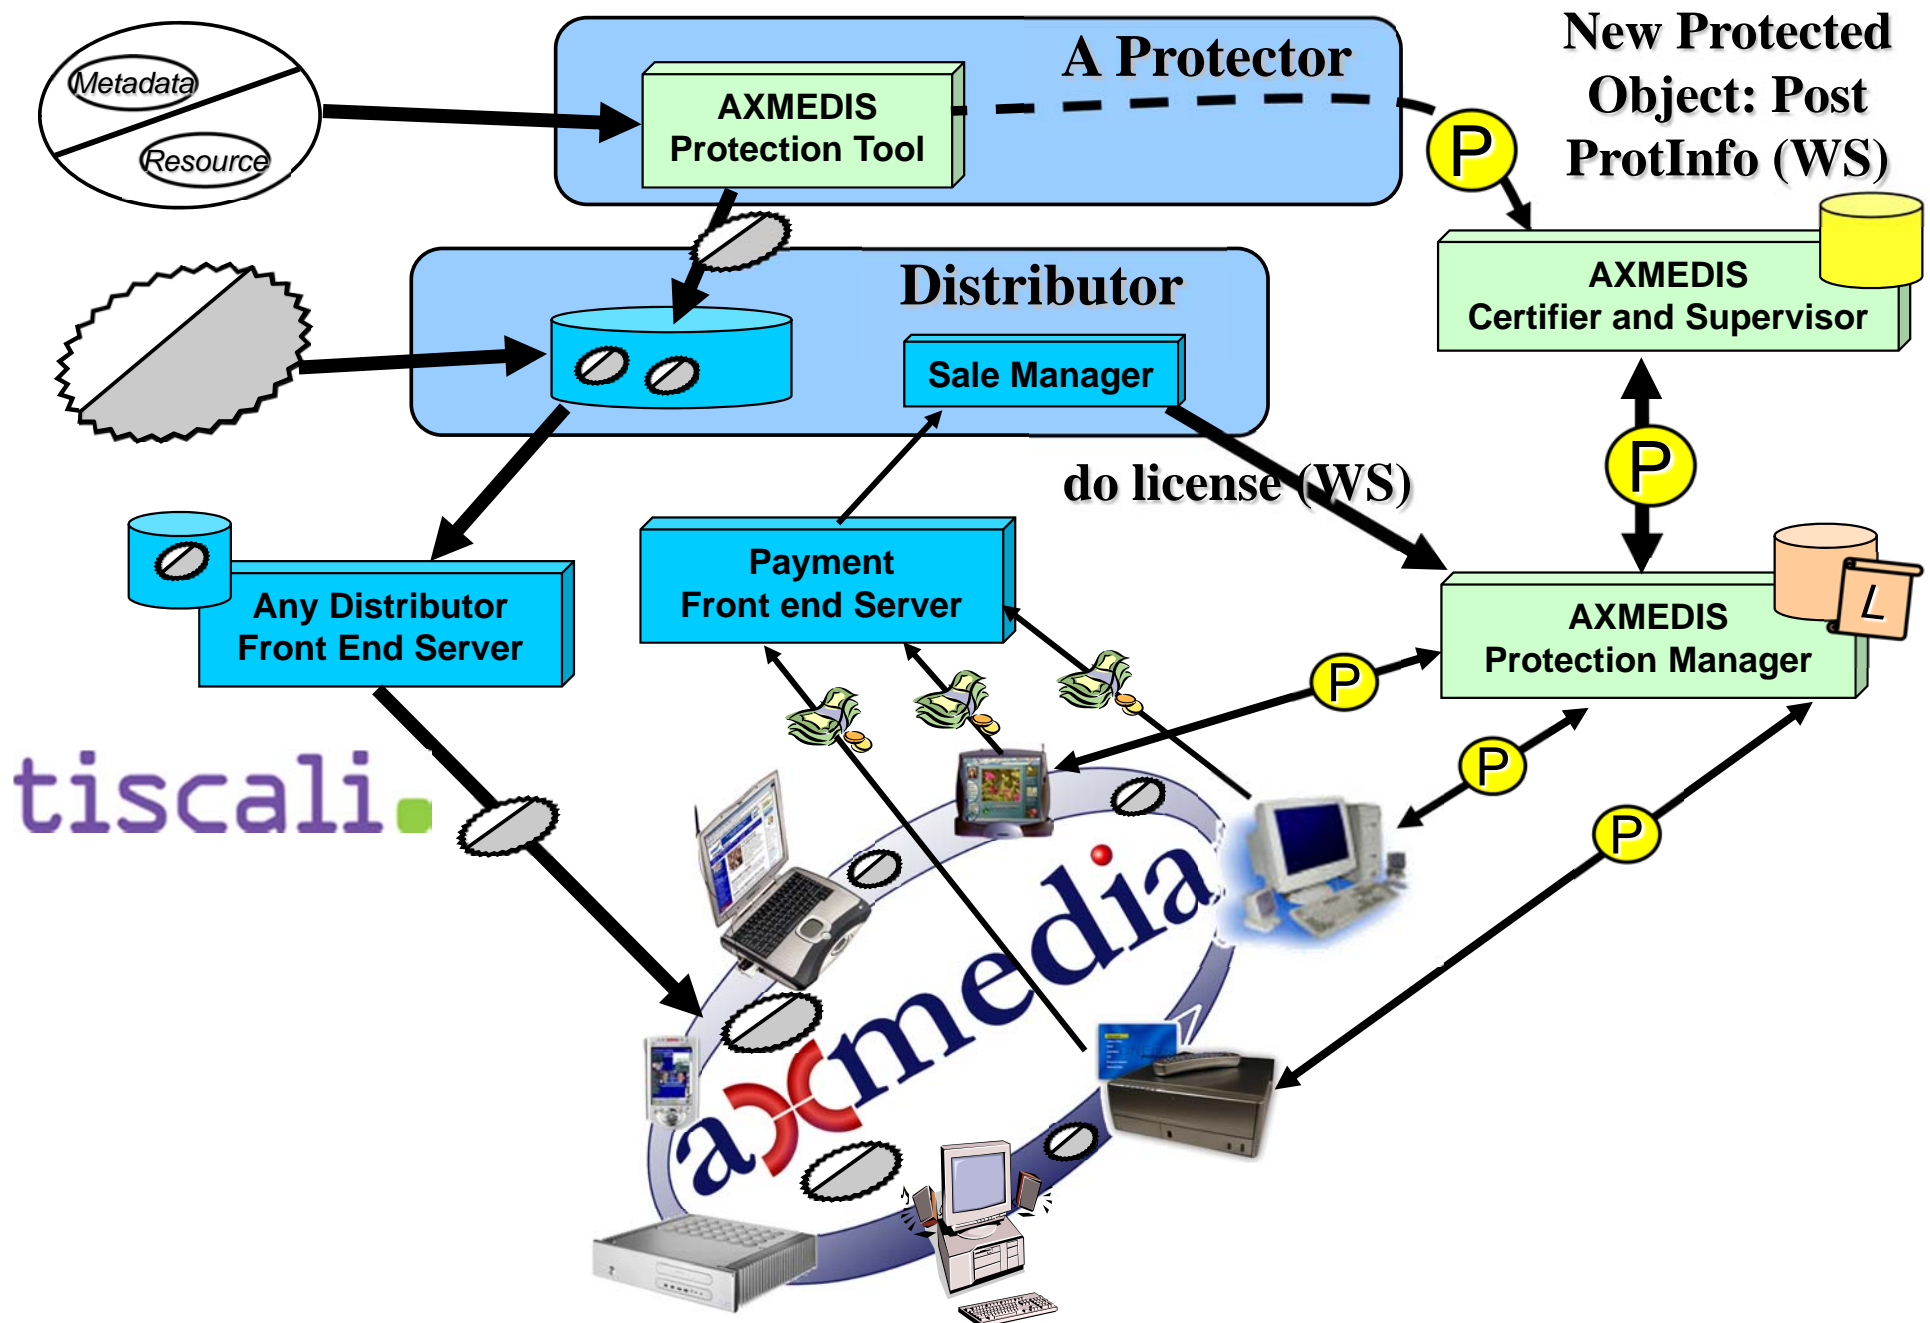 Metadata
Resource
A Protector
AXMEDIS
Protection Tool
New Protected
Object: Post
ProtInfo (WS)
P
AXMEDIS
Certifier and Supervisor
Distributor
Sale Manager
P
do license (WS)
Any Distributor
Front End Server
Payment
Front end Server
L
AXMEDIS
Protection Manager
P
P
P
tiscali.
axmedia